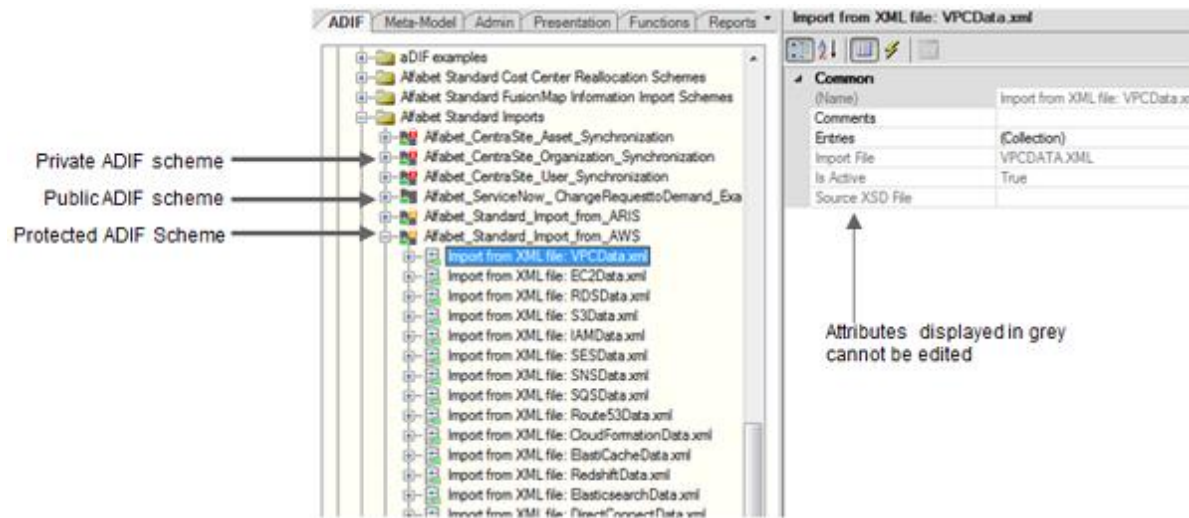 ADIF Meta-Model Admin Presentation Functions Reports
aDIF examples
Alfabet Standard Cost Center Reallocation Schemes
Alfabet Standard FusionMap Information Import Schemes
Alfabet Standard Imports
Alfabet_CentraSite_Asset_Synchronization
Alfabet_CentraSite_Organization_Synchronization
Alfabet_CentraSite_User_Synchronization
Alfabet_ServiceNow_ChangeRequesttoDemand_Exa
Alfabet_Standard_Import_from_ARIS
Alfabet_Standard_Import_from_AWS
Import from XML file: VPCData.xml
Import from XML file: EC2Data.xml
Import from XML file: RDSData.xml
Import from XML file: S3Data.xml
Import from XML file: IAMData.xml
Import from XML file: SESData.xml
Import from XML file: SNSData.xml
Import from XML file: SQSData.xml
Import from XML file: Route53Data.xml
Import from XML file: CloudFormationData.xml
Import from XML file: ElastiCacheData.xml
Import from XML file: RedshiftData.xml
Import from XML file: ElasticsearchData.xml
Import from XML file: DirectConnectData.xml
Private ADIF scheme
Public ADIF scheme
Protected ADIF Scheme
Import from XML file: VPCData.xml
Common
(Name) Import from XML file: VPCData.x
Comments
Entries (Collection)
Import File VPCDATA.XML
Is Active True
Source XSD File
Attributes displayed in grey
cannot be edited